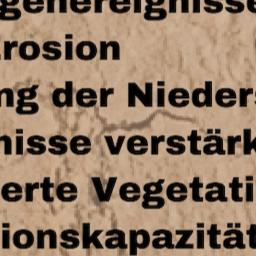 genereignisse
rosion
ng der Nieders
nisse verstärk
erte Vegetati
ionskapazität